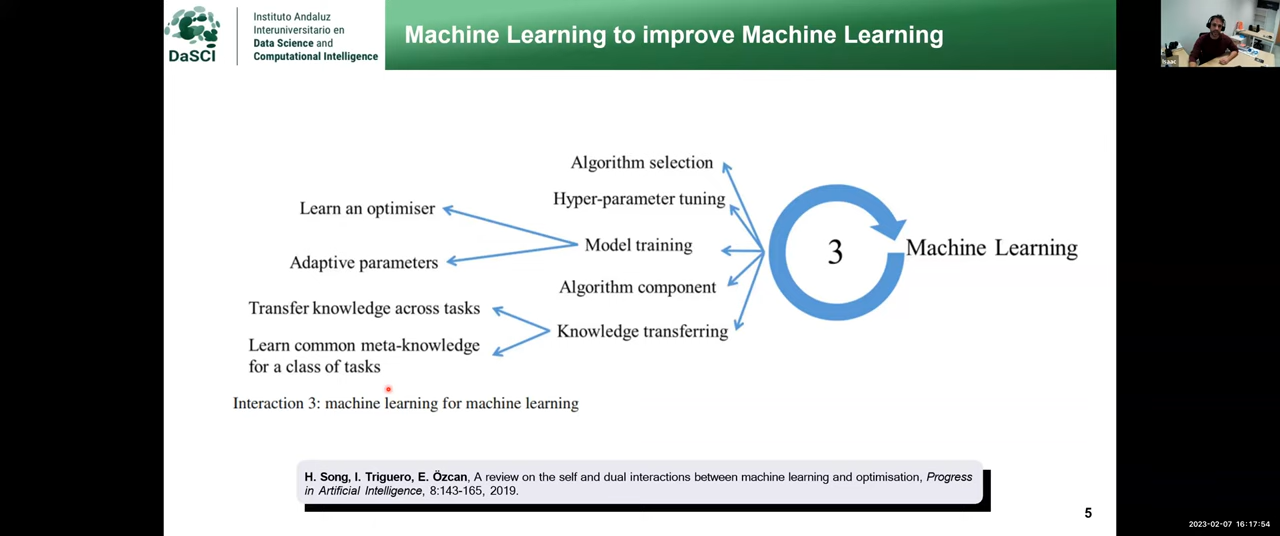 DaSCI
Instituto Andaluz
Interuniversitario en
Data Science and
Computational Intelligence
Machine Learning to improve Machine Learning
Isaac
Algorithm selection
Hyper-parameter tuning
Learn an optimiser
Model training
3
Machine Learning
Adaptive parameters
Algorithm component
Transfer knowledge across tasks
Knowledge transferring
Learn common meta-knowledge
for a class of tasks
Interaction 3: machine learning for machine learning
H. Song, I. Triguero, E. Özcan, A review on the self and dual interactions between machine learning and optimisation, Progress
in Artificial Intelligence, 8:143-165, 2019.
5
2023-02-07 16:17:54